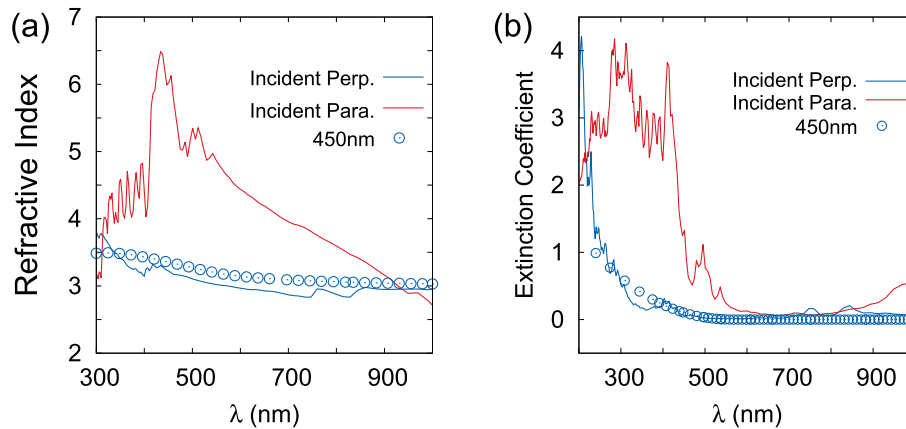 (a)
7
6
5
4
3
2
Refractive Index
Incident Perp.
Incident Para.
450nm
300 500 700 900
λ (nm)
(b)
4
3
2
1
0
Extinction Coefficient
Incident Perp.
Incident Para.
450nm
300 500 700 900
λ (nm)